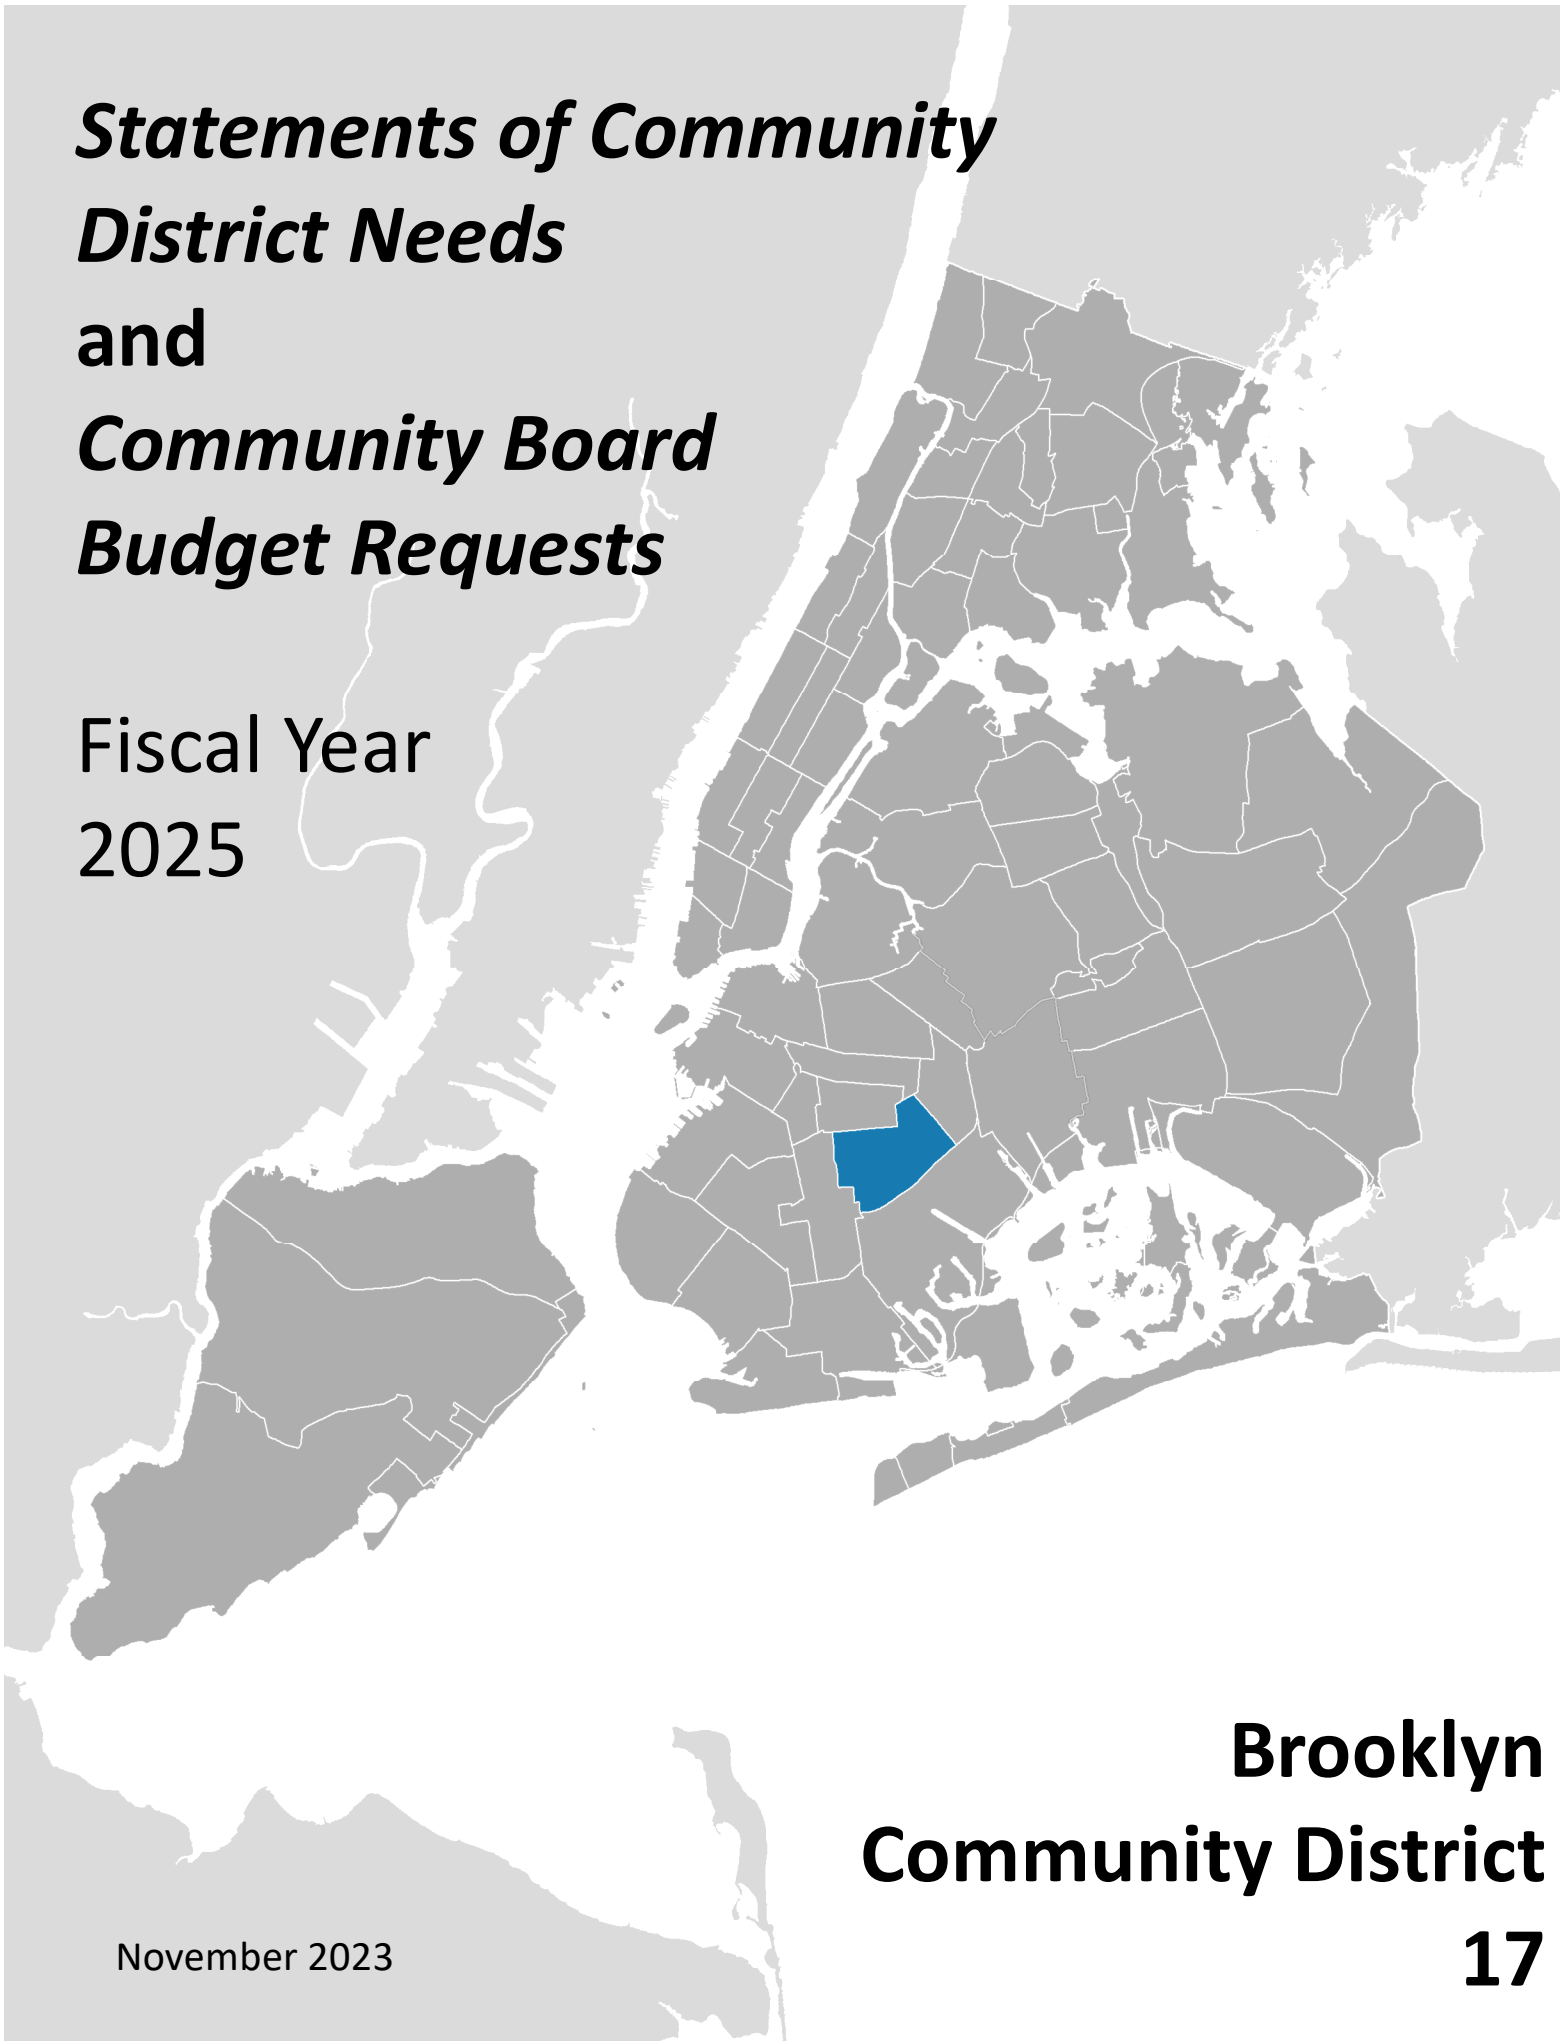 Statements of Community
District Needs
and
Community Board
Budget Requests
Fiscal Year
2025
Brooklyn
Community District
17
November 2023